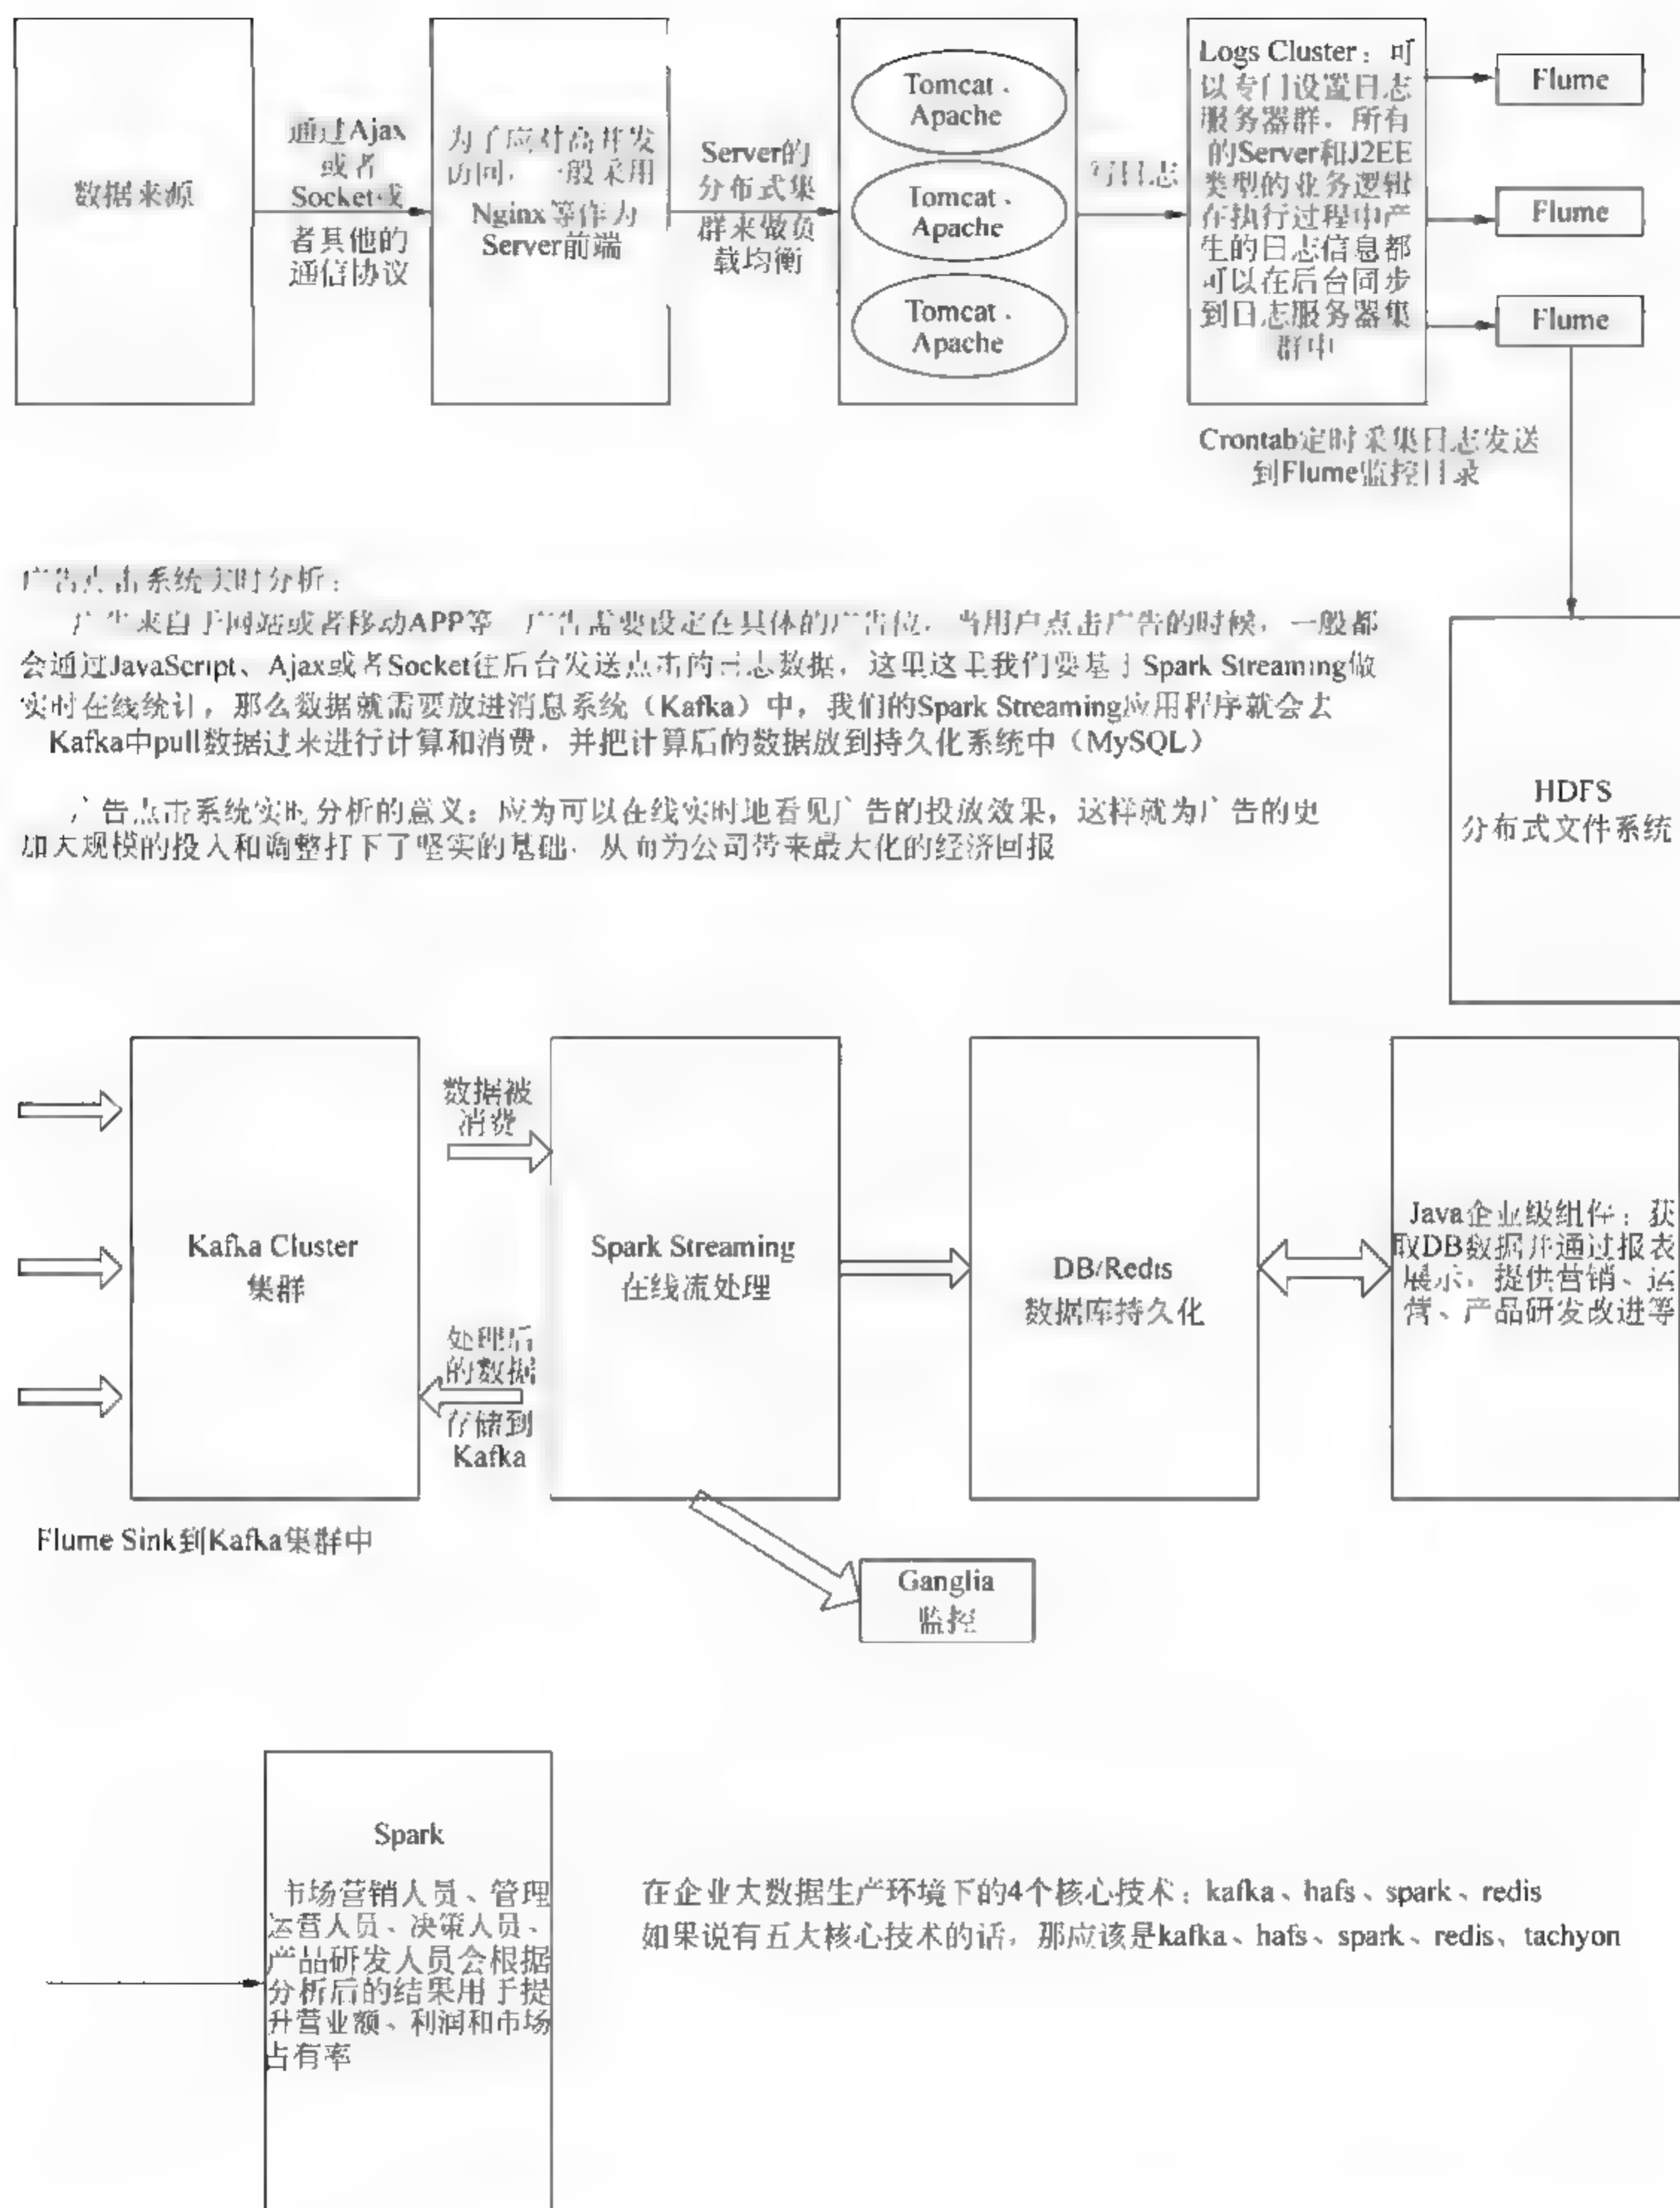 数据来源
通过Ajax
或者
Socket或
者其他的
通信协议
为了应对高并发
访问,一般采用
Nginx等作为
Server前端
Server的
分布式集
群来做负
载均衡
Tomcat、
Apache
Tomcat、
Apache
Tomcat、
Apache
写日志
Logs Cluster:可
以专门设置日志
服务器群,所有
的Server和J2EE
类型的业务逻辑
在执行过程中产
生的日志信息都
可以在后台同步
到日志服务器集
群中
Flume
Flume
Flume
Crontab定时采集日志发送
到Flume监控目录
广告点击系统实时分析:
广告来自于网站或者移动APP等,广告需要设定在具体的广告位,当用户点击广告的时候,一般都
会通过JavaScript、Ajax或者Socket往后台发送点击的日志数据,这里这里我们要基于Spark Streaming做
实时在线统计,那么数据就需要放进消息系统(Kafka)中,我们的Spark Streaming应用程序就会去
Kafka中pull数据过来进行计算和消费,并把计算后的数据放到持久化系统中(MySQL)
广告点击系统实时分析的意义:应为可以在线实时地看见广告的投放效果,这样就为广告的更
加大规模的投入和调整打下了坚实的基础,从而为公司带来最大化的经济回报
HDFS
分布式文件系统
Kafka Cluster
集群
数据被
消费
处理后
的数据
存储到
Kafka
Spark Streaming
在线流处理
DB/Redis
数据库持久化
Java企业级组件:获
取DB数据并通过报表
展示,提供营销、运
营、产品研发改进等
Flume Sink到Kafka集群中
Ganglia
监控
Spark
市场营销人员、管理
运营人员、决策人员、
产品研发人员会根据
分析后的结果用于提
升营业额、利润和市场
占有率
在企业大数据生产环境下的4个核心技术:kafka、hafs、spark、redis
如果说有五大核心技术的话,那应该是kafka、hafs、spark、redis、tachyon